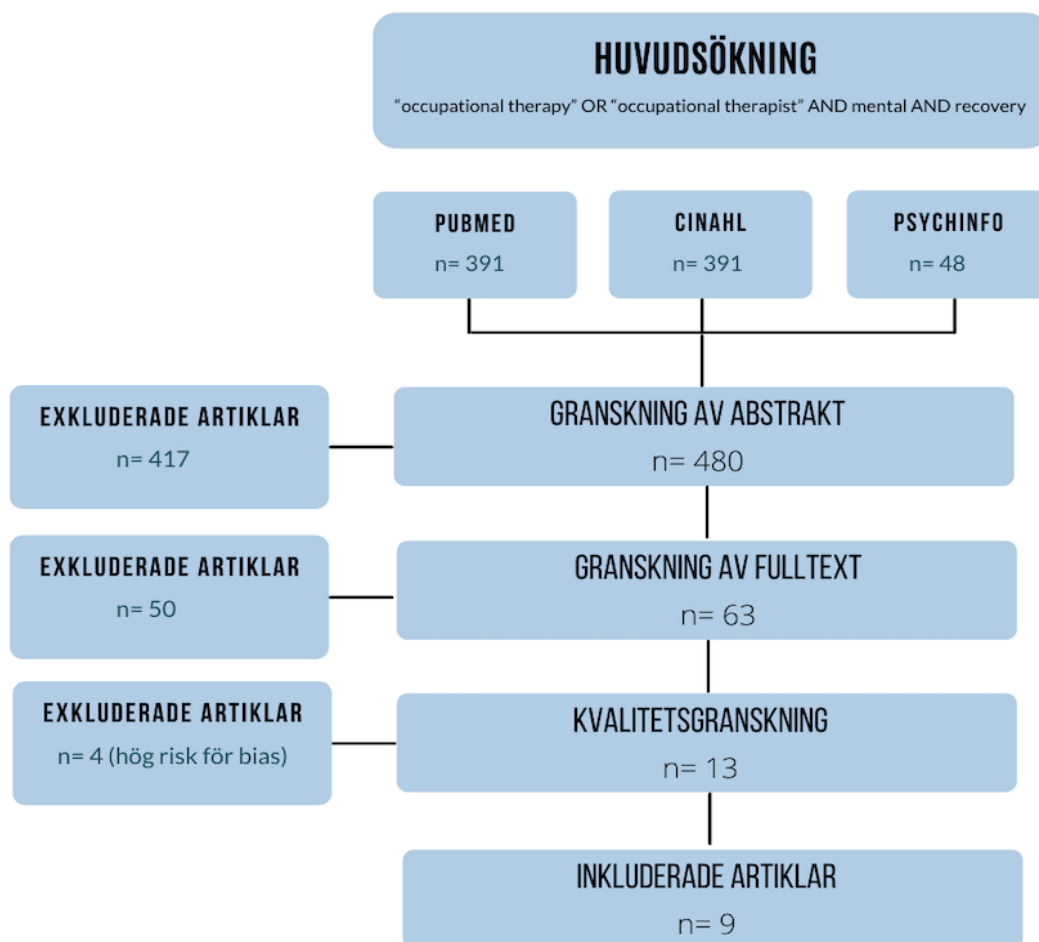 HUVUDSÖKNING
“occupational therapy” OR “occupational therapist” AND mental AND recovery
PUBMED
n= 391
CINAHL
n= 391
PSYCHINFO
n= 48
EXKLUDERADE ARTIKLAR
n= 417
GRANSKNING AV ABSTRAKT
n= 480
EXKLUDERADE ARTIKLAR
n= 50
GRANSKNING AV FULLTEXT
n= 63
EXKLUDERADE ARTIKLAR
n= 4 (hög risk för bias)
KVALITETSGRANSKNING
n= 13
INKLUDERADE ARTIKLAR
n= 9